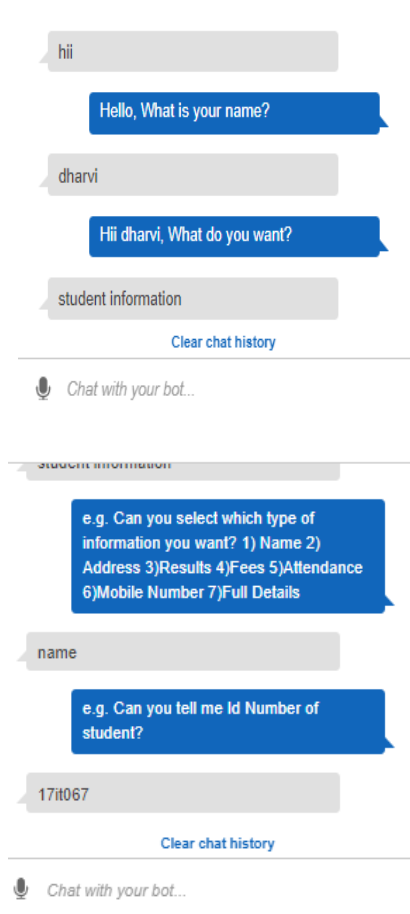 hii
Hello, What is your name?
dharvi
Hii dharvi, What do you want?
student information
Clear chat history
Chat with your bot...
student information
e.g. Can you select which type of
information you want? 1) Name 2)
Address 3)Results 4)Fees 5)Attendance
6)Mobile Number 7)Full Details
name
e.g. Can you tell me Id Number of
student?
17it067
Clear chat history
Chat with your bot...